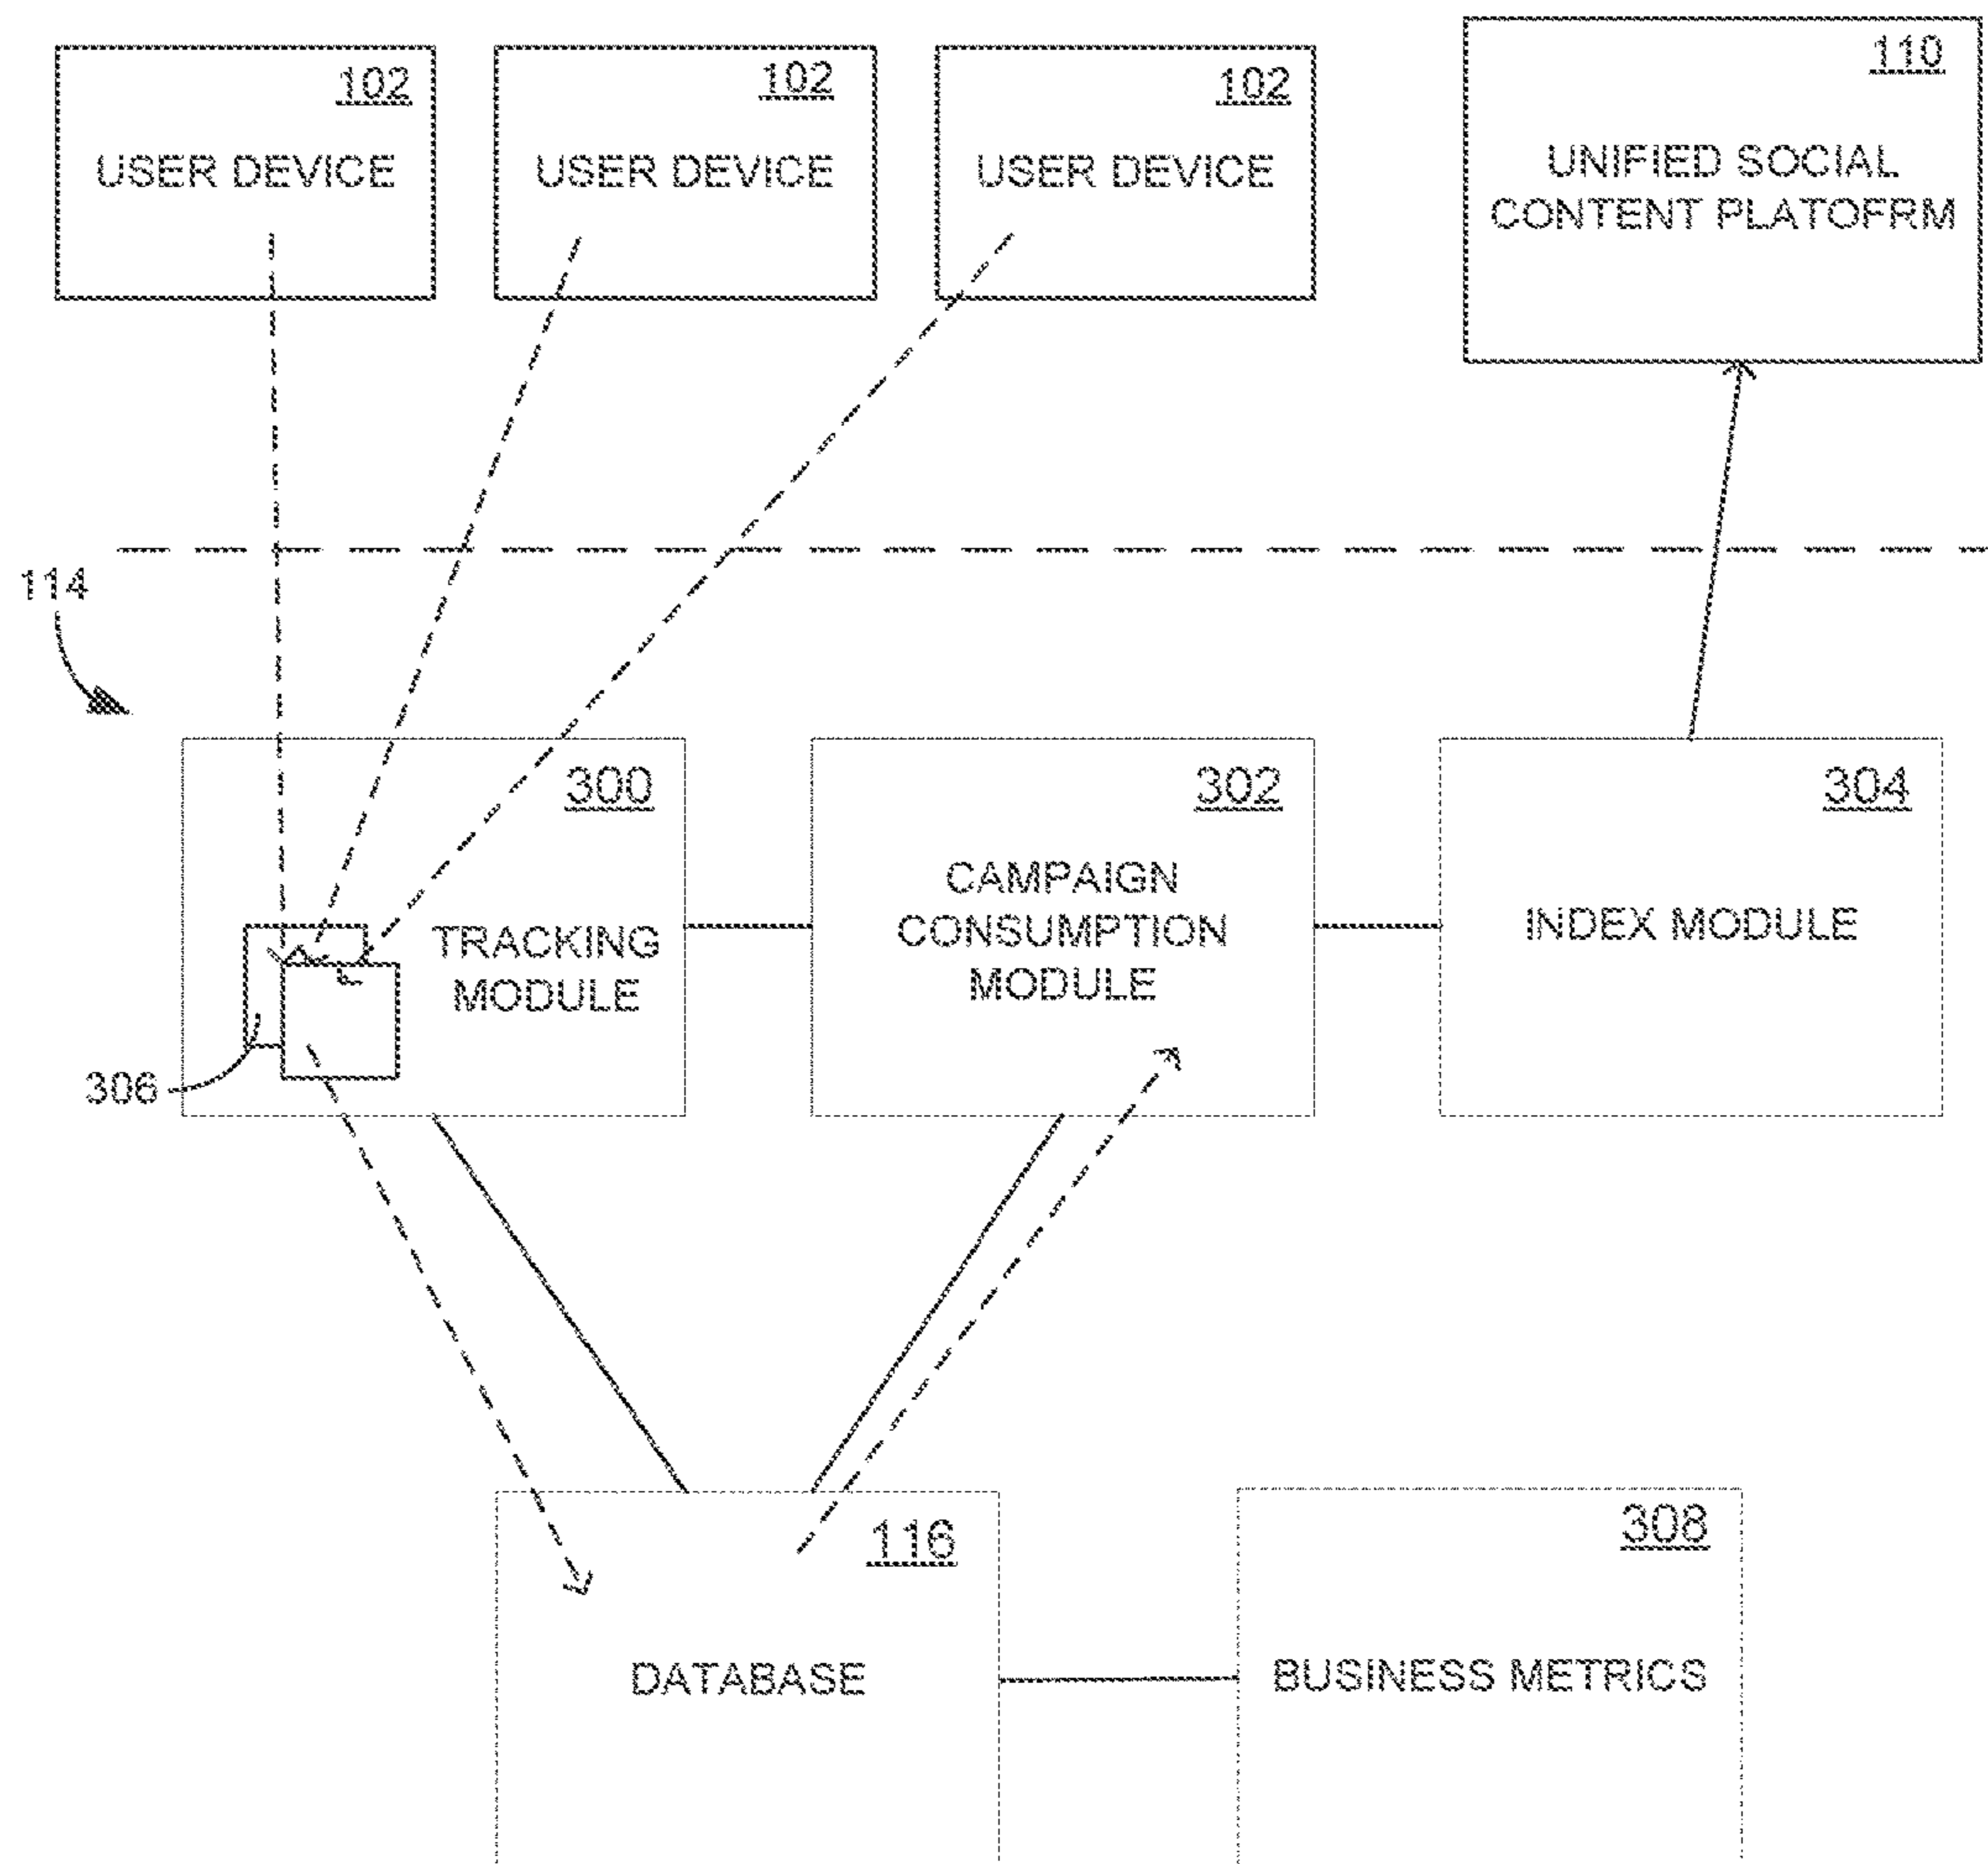 102
USER DEVICE
102
USER DEVICE
102
USER DEVICE
110
UNIFIED SOCIAL
CONTENT PLATOFRM
114
300
TRACKING
MODULE
306
302
CAMPAIGN
CONSUMPTION
MODULE
304
INDEX MODULE
116
DATABASE
308
BUSINESS METRICS